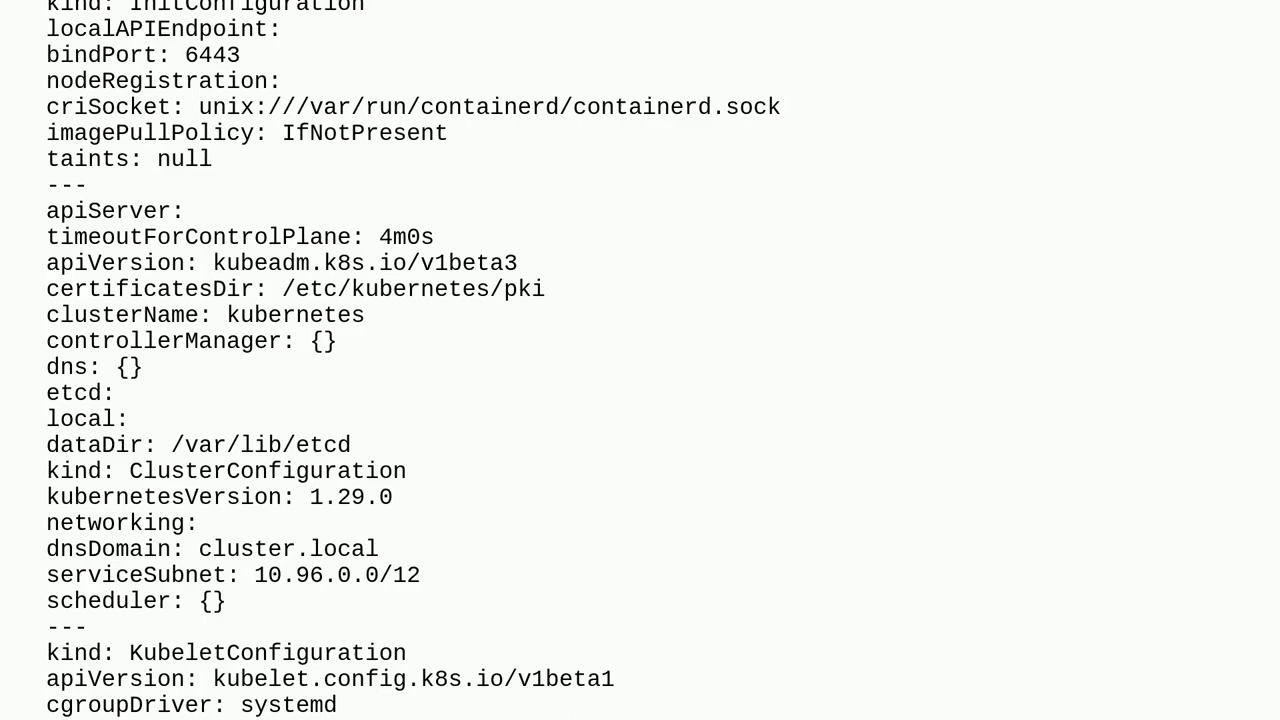 kind: InitConfiguration
localAPIEndpoint:
bindPort: 6443
nodeRegistration:
criSocket: unix:///var/run/containerd/containerd.sock
imagePullPolicy: IfNotPresent
taints: null
---
apiServer:
timeoutForControlPlane: 4m0s
apiVersion: kubeadm.k8s.io/v1beta3
certificatesDir: /etc/kubernetes/pki
clusterName: kubernetes
controllerManager: {}
dns: {}
etcd:
local:
dataDir: /var/lib/etcd
kind: ClusterConfiguration
kubernetesVersion: 1.29.0
networking:
dnsDomain: cluster.local
serviceSubnet: 10.96.0.0/12
scheduler: {}
---
kind: KubeletConfiguration
apiVersion: kubelet.config.k8s.io/v1beta1
cgroupDriver: systemd